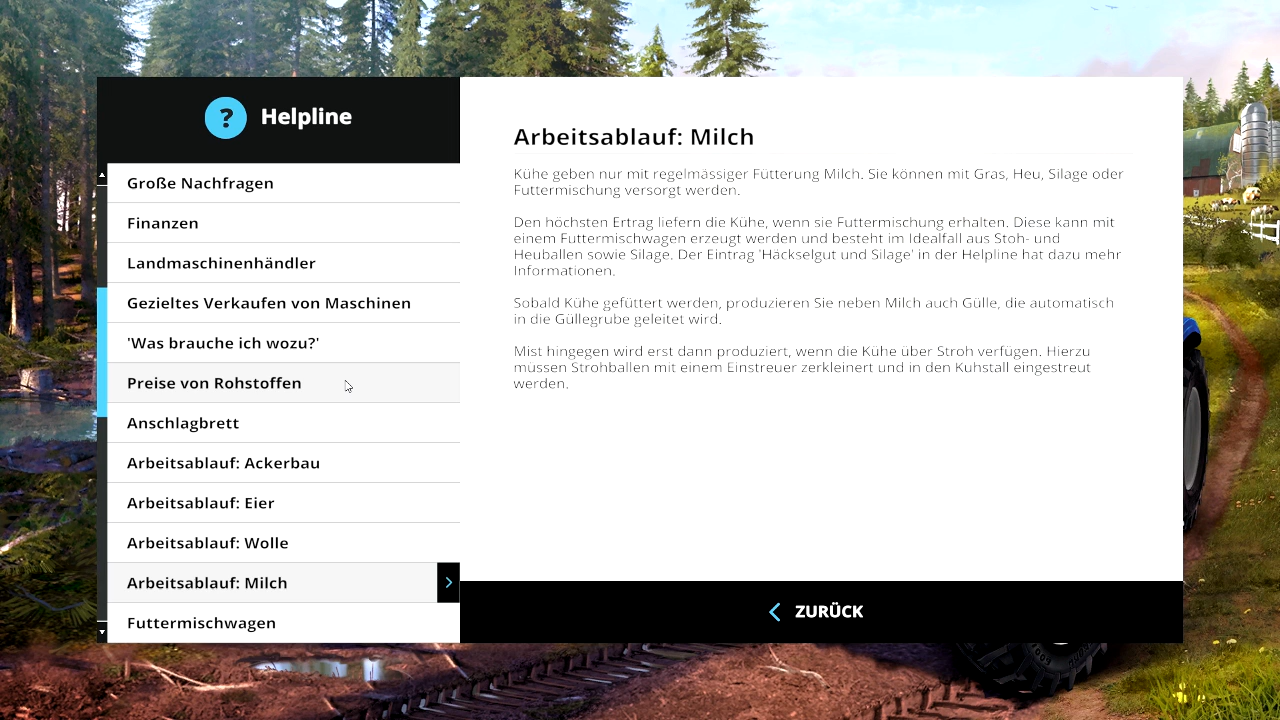 ? Helpline
Große Nachfragen
Finanzen
Landmaschinenhändler
Gezieltes Verkaufen von Maschinen
'Was brauche ich wozu?'
Preise von Rohstoffen
Anschlagbrett
Arbeitsablauf: Ackerbau
Arbeitsablauf: Eier
Arbeitsablauf: Wolle
Arbeitsablauf: Milch
Futtermischwagen
Arbeitsablauf: Milch
Kühe geben nur mit regelmässiger Fütterung Milch. Sie können mit Gras, Heu, Silage oder
Futtermischung versorgt werden.
Den höchsten Ertrag liefern die Kühe, wenn sie Futtermischung erhalten. Diese kann mit
einem Futtermischwagen erzeugt werden und besteht im Idealfall aus Stoh- und
Heuballen sowie Silage. Der Eintrag 'Häckselgut und Silage' in der Helpline hat dazu mehr
Informationen.
Sobald Kühe gefüttert werden, produzieren Sie neben Milch auch Gülle, die automatisch
in die Güllegrube geleitet wird.
Mist hingegen wird erst dann produziert, wenn die Kühe über Stroh verfügen. Hierzu
müssen Strohballen mit einem Einstreuer zerkleinert und in den Kuhstall eingestreut
werden.
ZURÜCK